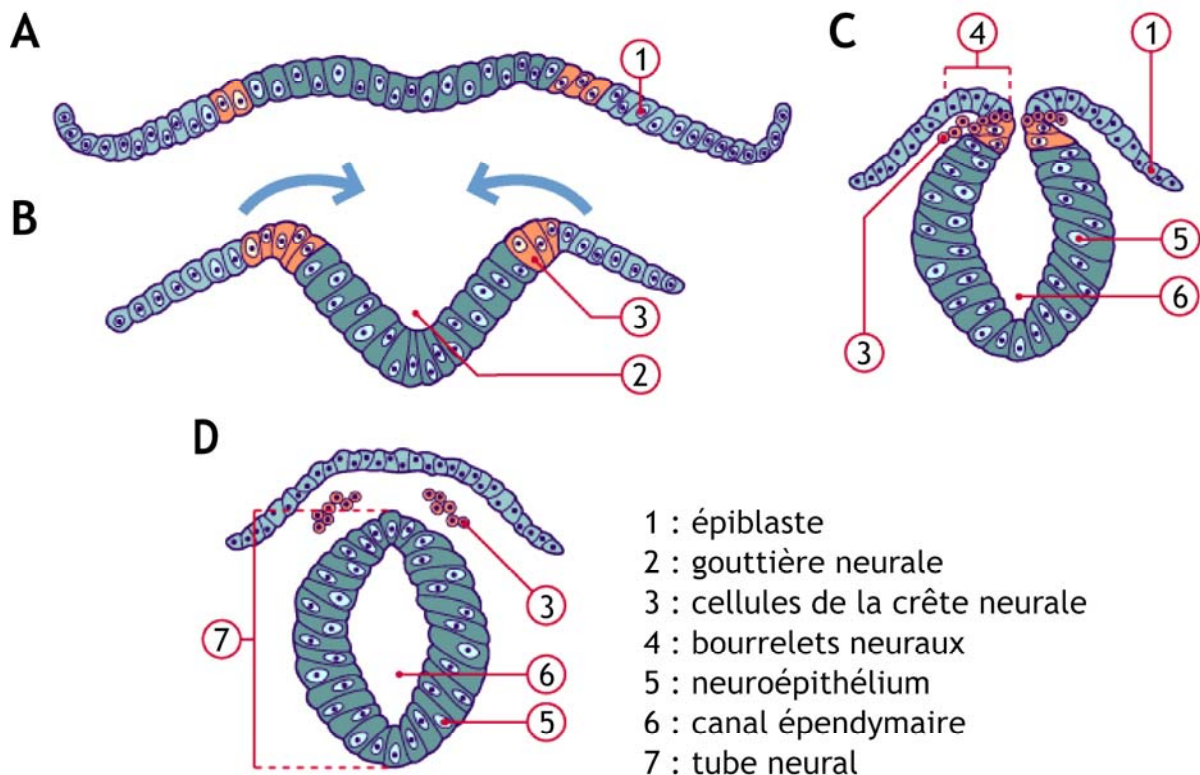 A
1
C
4
1
B
3
2
5
6
3
D
7
3
6
5
1 : épiblaste
2 : gouttière neurale
3 : cellules de la crête neurale
4 : bourrelets neuraux
5 : neuroépithélium
6 : canal épendymaire
7 : tube neural